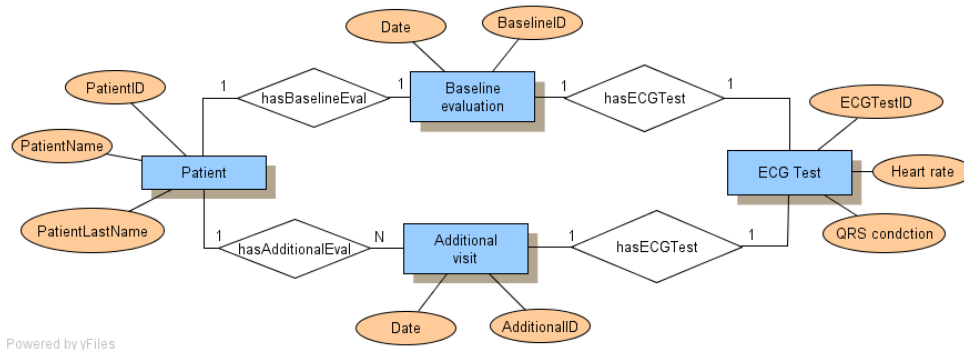 Date
BaselineID
PatientID
1
hasBaselineEval
1
Baseline
evaluation
1
hasECGTest
1
ECGTestID
PatientName
Patient
ECG Test
Heart rate
PatientLastName
1
hasAdditionalEval
N
Additional
visit
1
hasECGTest
1
QRS condction
Date
AdditionalID
Powered by yFiles